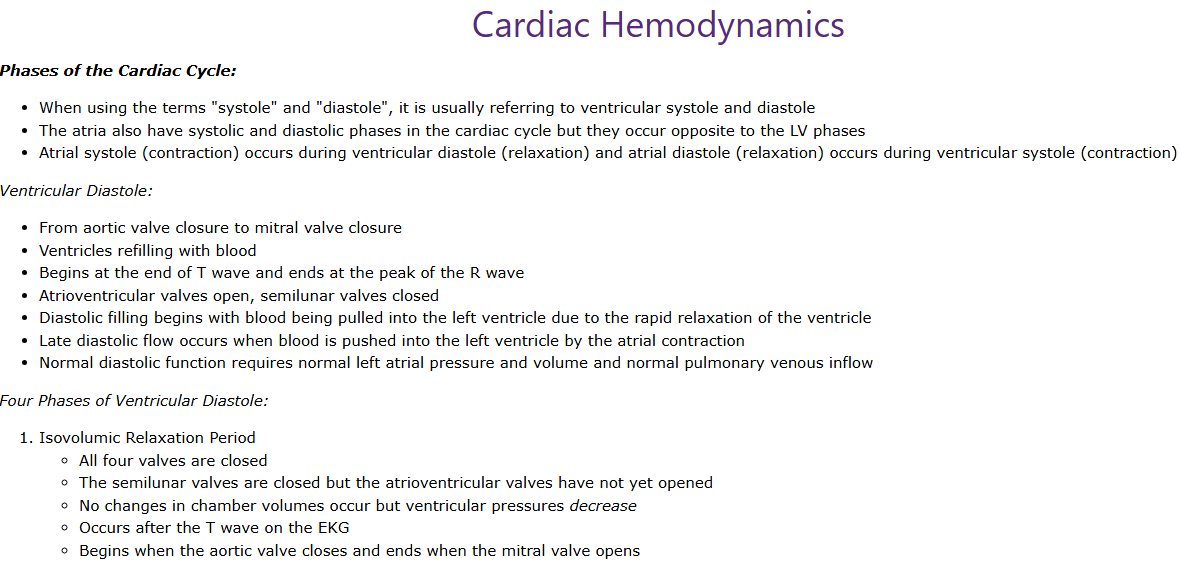 Cardiac Hemodynamics
Phases of the Cardiac Cycle:
• When using the terms "systole" and "diastole", it is usually referring to ventricular systole and diastole
• The atria also have systolic and diastolic phases in the cardiac cycle but they occur opposite to the LV phases
• Atrial systole (contraction) occurs during ventricular diastole (relaxation) and atrial diastole (relaxation) occurs during ventricular systole (contraction)
Ventricular Diastole:
• From aortic valve closure to mitral valve closure
• Ventricles refilling with blood
• Begins at the end of T wave and ends at the peak of the R wave
• Atrioventricular valves open, semilunar valves closed
• Diastolic filling begins with blood being pulled into the left ventricle due to the rapid relaxation of the ventricle
• Late diastolic flow occurs when blood is pushed into the left ventricle by the atrial contraction
• Normal diastolic function requires normal left atrial pressure and volume and normal pulmonary venous inflow
Four Phases of Ventricular Diastole:
1. Isovolumic Relaxation Period
◦ All four valves are closed
◦ The semilunar valves are closed but the atrioventricular valves have not yet opened
◦ No changes in chamber volumes occur but ventricular pressures decrease
◦ Occurs after the T wave on the EKG
◦ Begins when the aortic valve closes and ends when the mitral valve opens